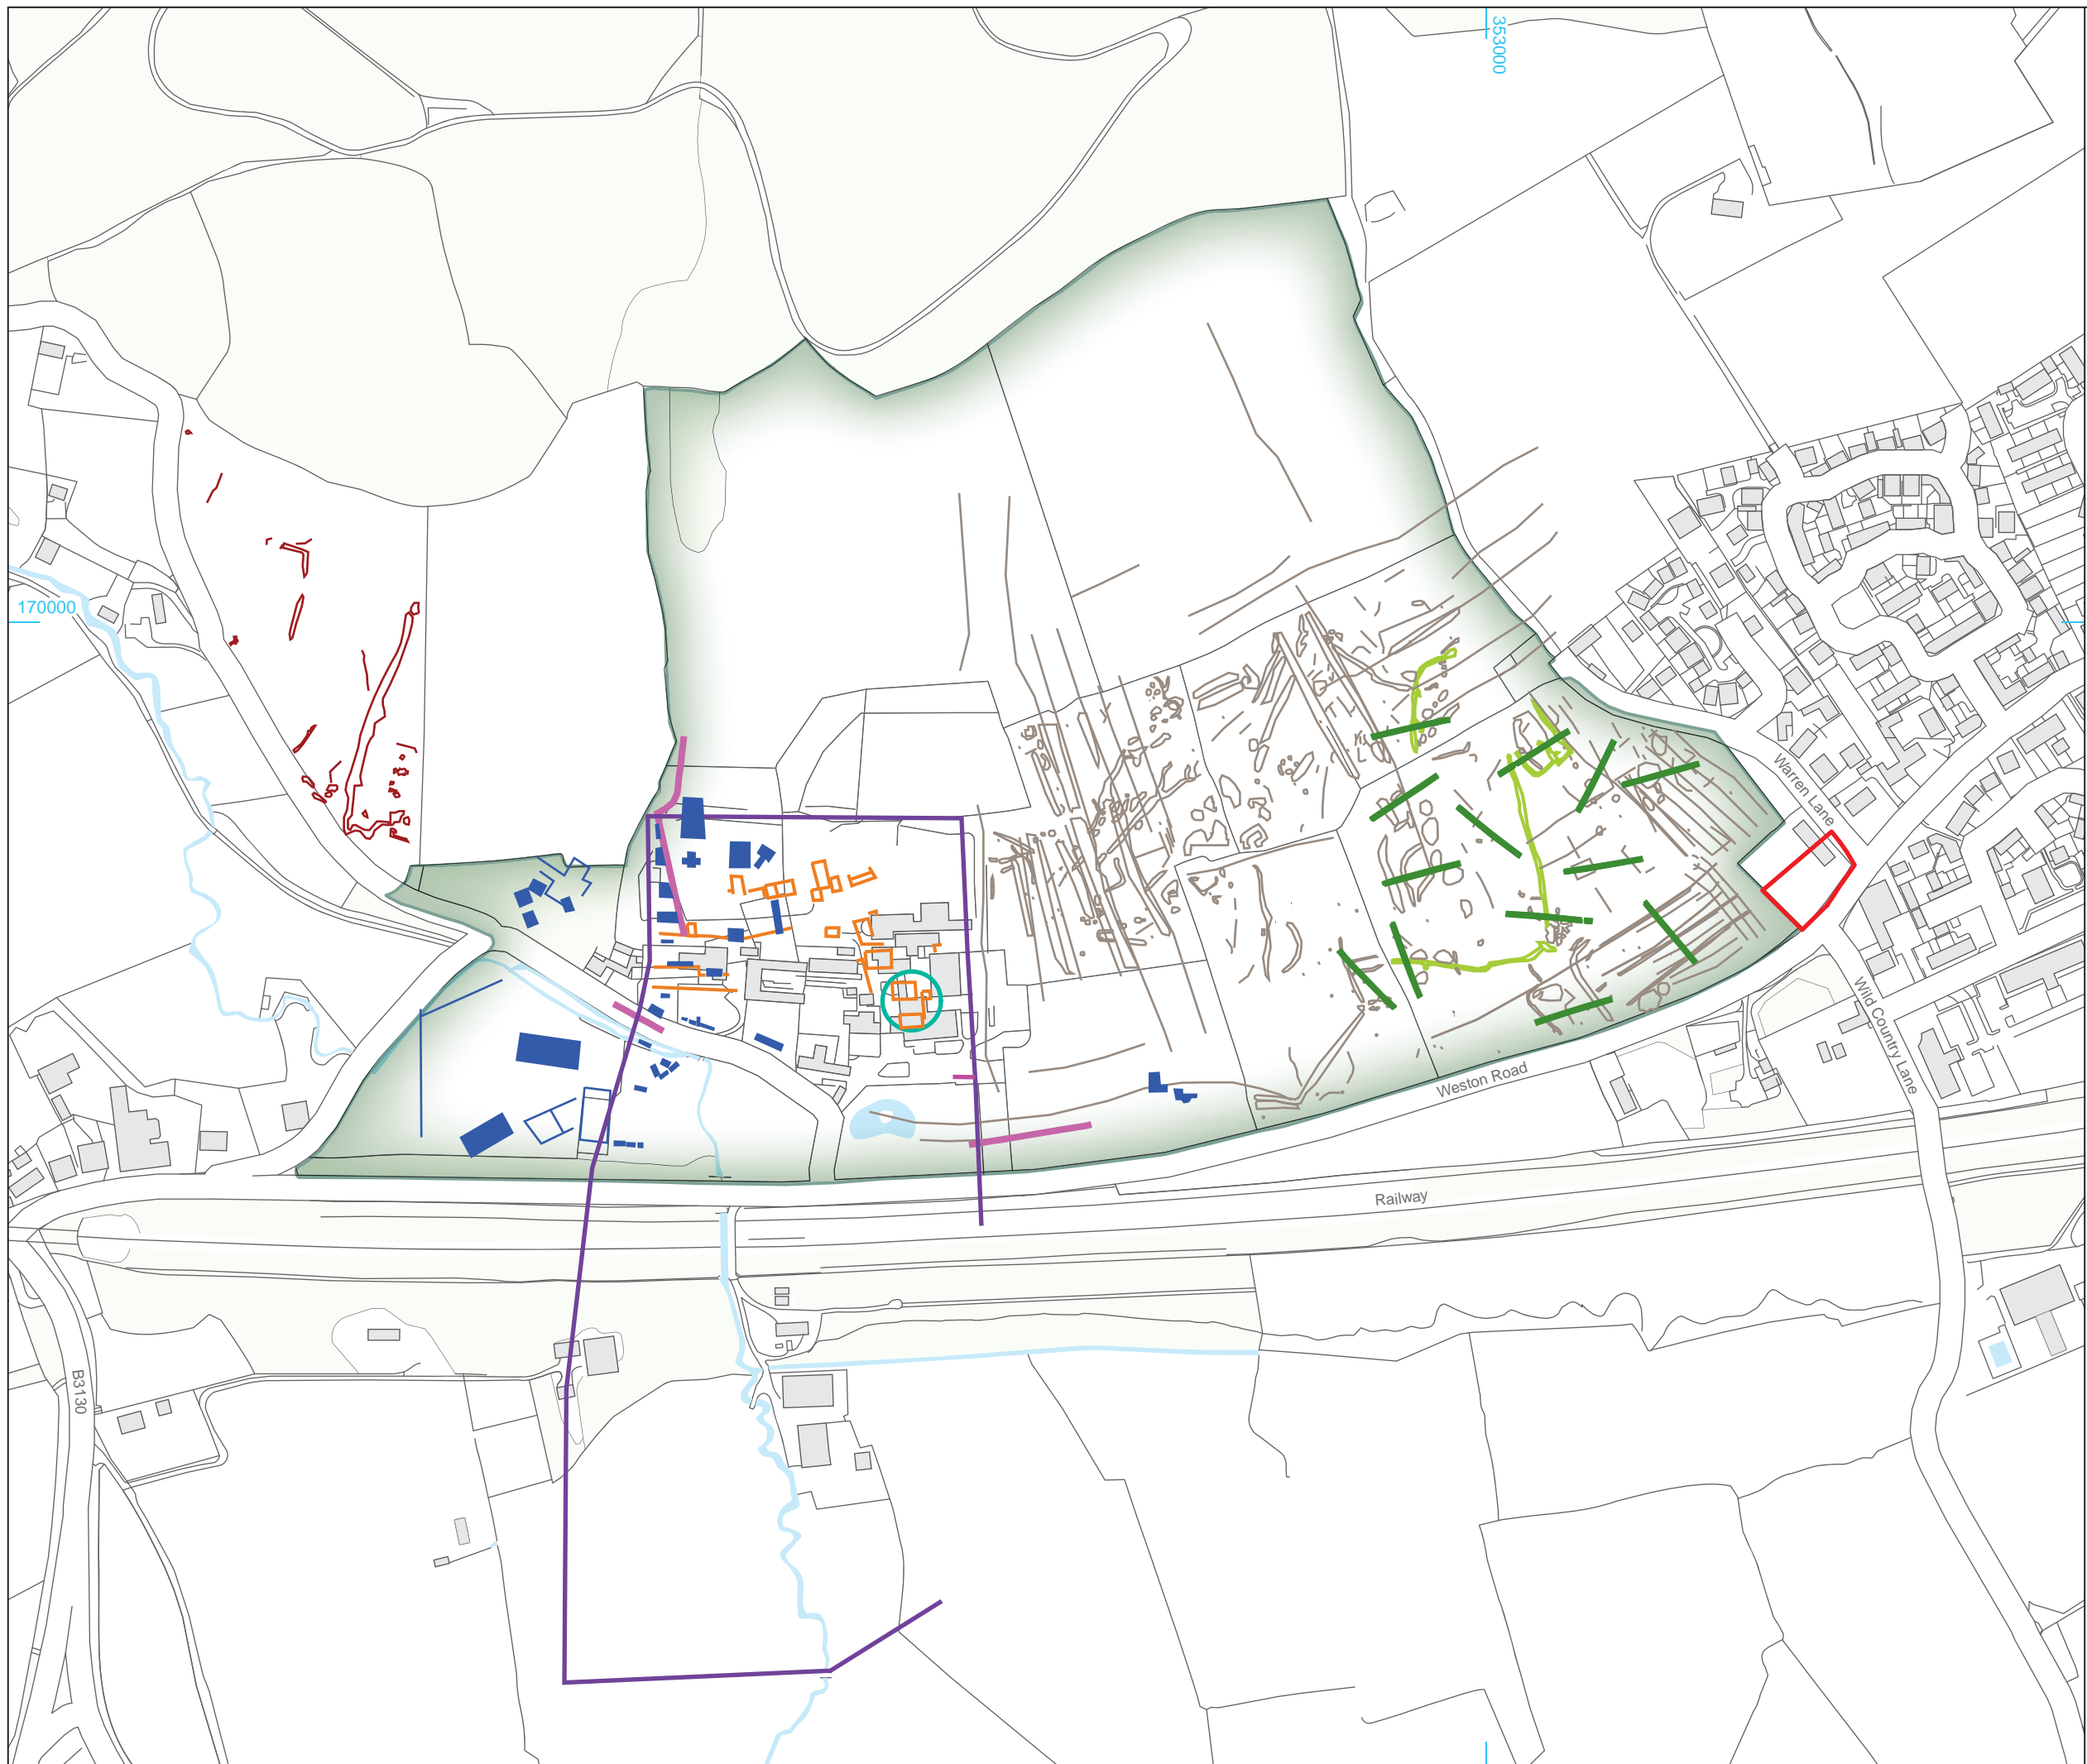 353000
170000
Warren Lane
Wild Country Lane
Weston Road
Railway
B3130